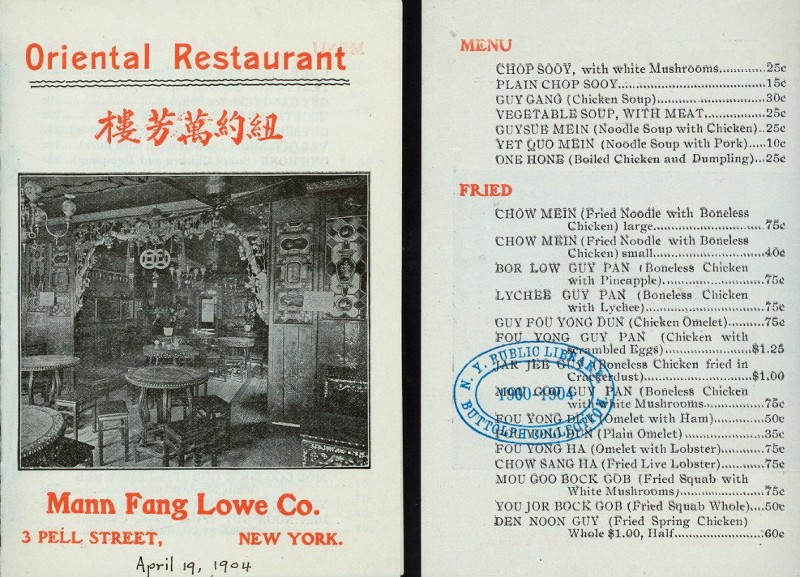 Oriental Restaurant
樓芳萬約紐
Mann Fang Lowe Co.
3 PELL STREET, NEW YORK.
April 19, 1904
MENU
CHOP SOOY, with white Mushrooms............25c
PLAIN CHOP SOOY....................................15c
GUY GANG (Chicken Soup)........................30c
VEGETABLE SOUP, WITH MEAT...............25c
GUYSUE MEIN (Noodle Soup with Chicken)..25c
YET QUO MEIN (Noodle Soup with Pork).....10c
ONE HONE (Boiled Chicken and Dumpling)...25c
FRIED
CHOW MEIN (Fried Noodle with Boneless
Chicken) large............................75c
CHOW MEIN (Fried Noodle with Boneless
Chicken) small............................40c
BOR LOW GUY PAN (Boneless Chicken
with Pineapple)..........................75c
LYCHEE GUY PAN (Boneless Chicken
with Lychee)..............................75c
GUY FOU YONG DUN (Chicken Omelet).......75c
FOU YONG GUY PAN (Chicken with
scrambled Eggs).......................$1.25
JAR JEE GUY (Boneless Chicken fried in
Crackerdust)............................$1.00
MOU GOO GUY PAN (Boneless Chicken
with White Mushrooms...............75c
FOU YONG (Omelet with Ham)..........50c
DUN (Plain Omelet)....................35c
FOU YONG HA (Omelet with Lobster)........75c
CHOW SANG HA (Fried Live Lobster)........75c
MOU GOO BOCK GOB (Fried Squab with
White Mushrooms)....................75c
YOU JOR BOCK GOB (Fried Squab Whole)....50c
DEN NOON GUY (Fried Spring Chicken)
Whole $1.00, Half......................60c
N. Y. PUBLIC LIBRARY
1900-1904
BUTTOLPH COLLECTION